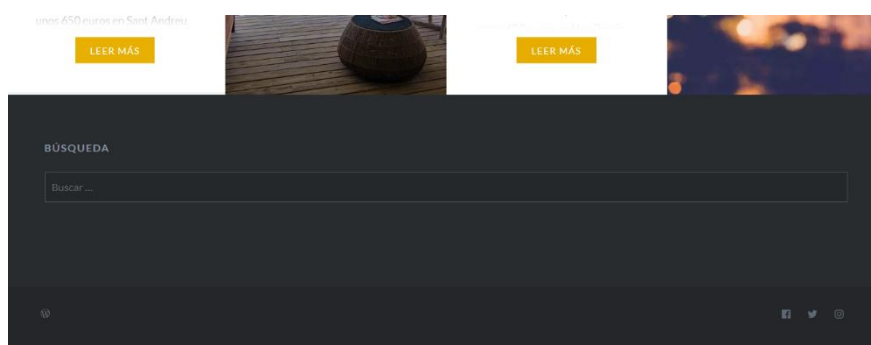 unos 650 euros en Sant Andreu
LEER MÁS
LEER MÁS
BÚSQUEDA
Buscar ...